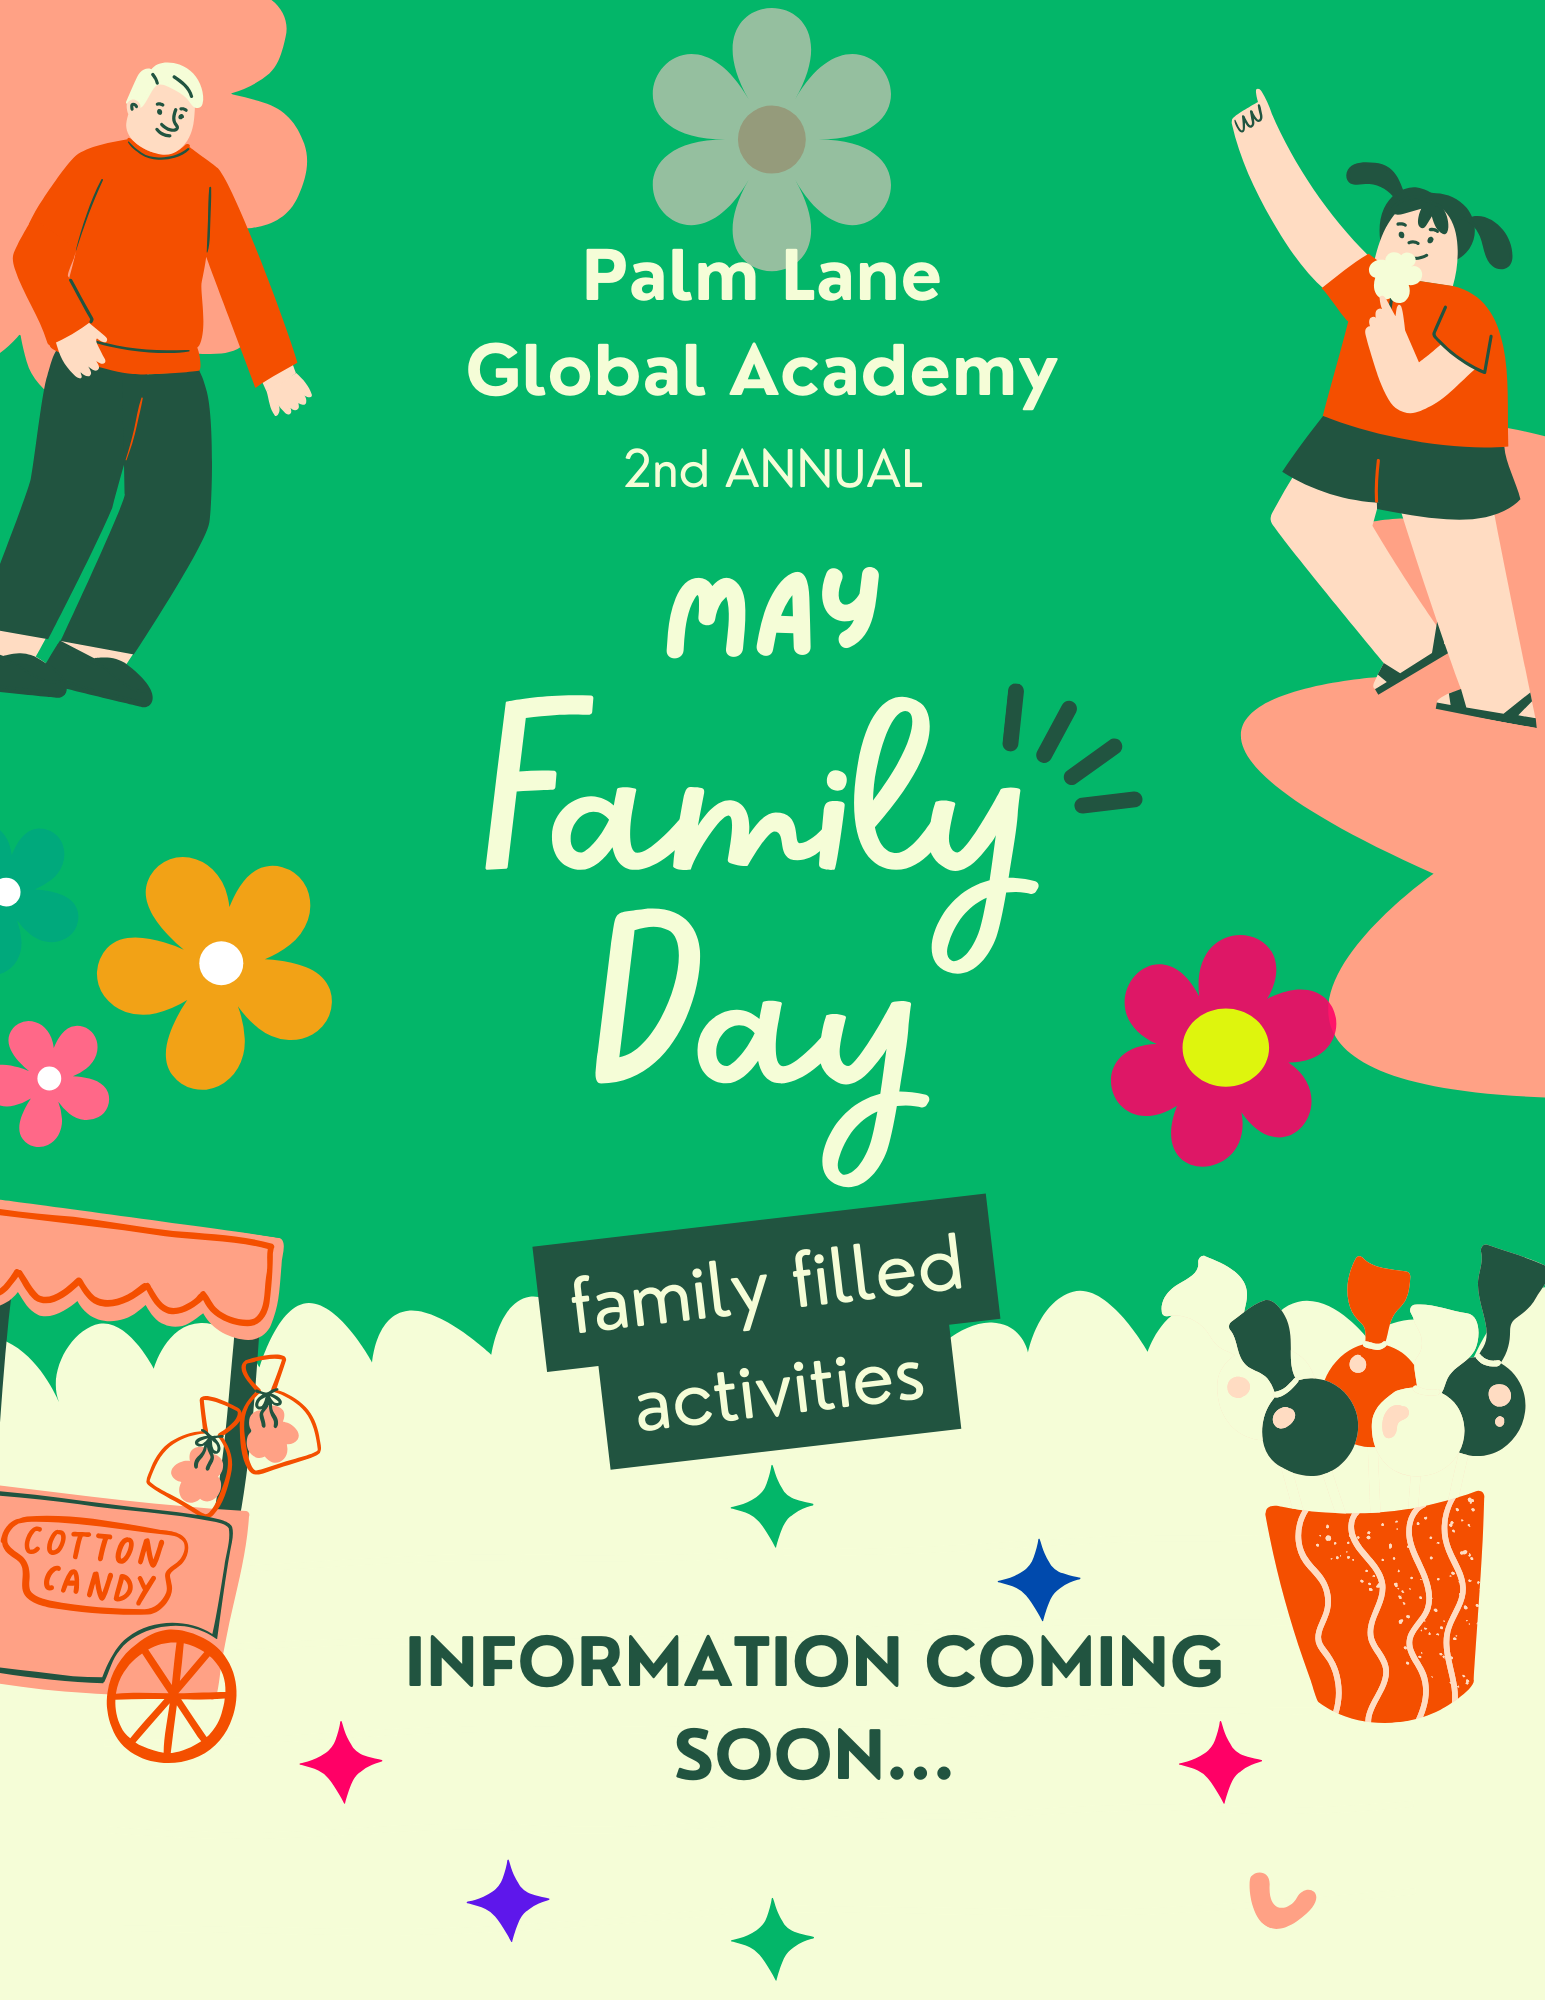 Palm Lane
Global Academy
2nd ANNUAL
MAY
Family
Day
family filled
activities
COTTON
CANDY
INFORMATION COMING
SOON...